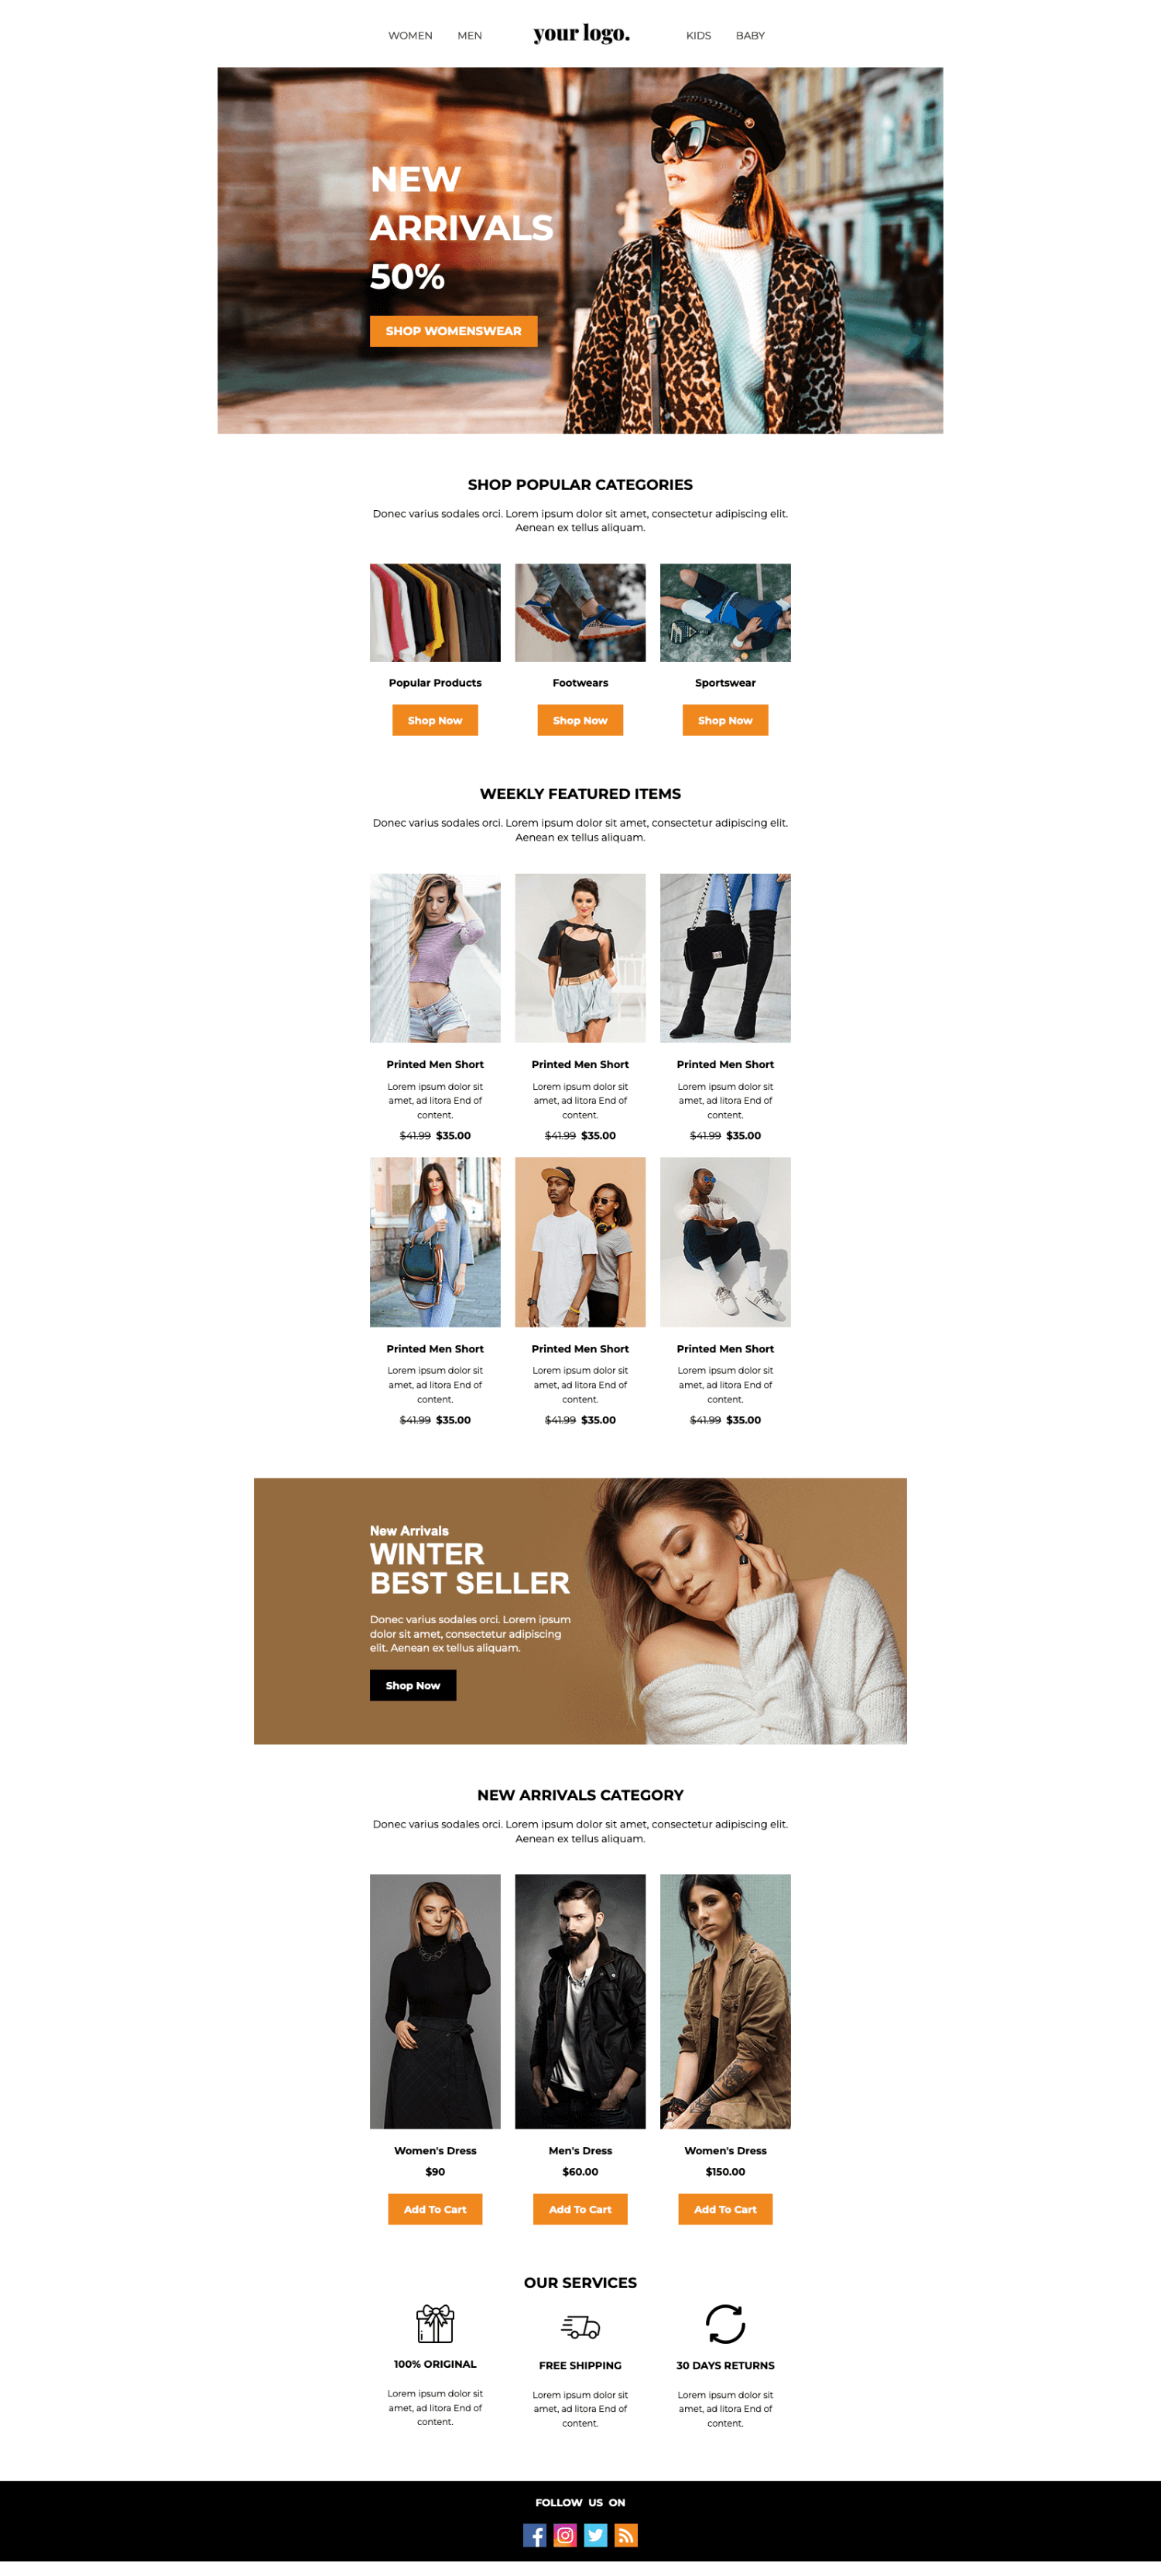 WOMEN MEN your logo. KIDS BABY
NEW
ARRIVALS
50%
SHOP WOMENSWEAR
SHOP POPULAR CATEGORIES
Donec varius sodales orci. Lorem ipsum dolor sit amet, consectetur adipiscing elit.
Aenean ex tellus aliquam.
Popular Products Footwears Sportswear
Shop Now Shop Now Shop Now
WEEKLY FEATURED ITEMS
Donec varius sodales orci. Lorem ipsum dolor sit amet, consectetur adipiscing elit.
Aenean ex tellus aliquam.
Printed Men Short Printed Men Short Printed Men Short
Lorem ipsum dolor sit Lorem ipsum dolor sit Lorem ipsum dolor sit
amet, ad litora End of amet, ad litora End of amet, ad litora End of
content. content. content.
$41.99 $35.00 $41.99 $35.00 $41.99 $35.00
Printed Men Short Printed Men Short Printed Men Short
Lorem ipsum dolor sit Lorem ipsum dolor sit Lorem ipsum dolor sit
amet, ad litora End of amet, ad litora End of amet, ad litora End of
content. content. content.
$41.99 $35.00 $41.99 $35.00 $41.99 $35.00
New Arrivals
WINTER
BEST SELLER
Donec varius sodales orci. Lorem ipsum
dolor sit amet, consectetur adipiscing
elit. Aenean ex tellus aliquam.
Shop Now
NEW ARRIVALS CATEGORY
Donec varius sodales orci. Lorem ipsum dolor sit amet, consectetur adipiscing elit.
Aenean ex tellus aliquam.
Women's Dress Men's Dress Women's Dress
$90 $60.00 $150.00
Add To Cart Add To Cart Add To Cart
OUR SERVICES
100% ORIGINAL FREE SHIPPING 30 DAYS RETURNS
Lorem ipsum dolor sit Lorem ipsum dolor sit Lorem ipsum dolor sit
amet, ad litora End of amet, ad litora End of amet, ad litora End of
content. content. content.
FOLLOW US ON